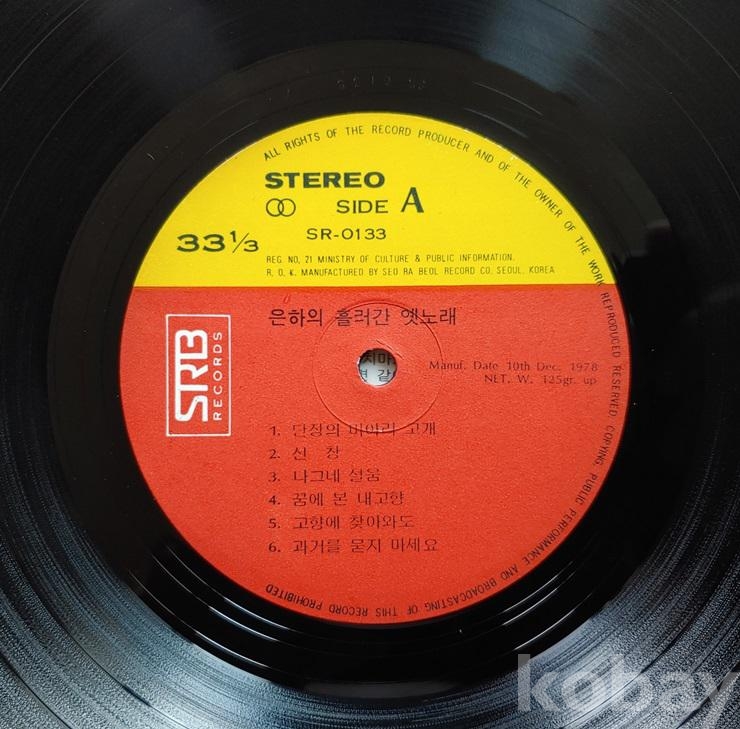 ALL RIGHTS OF THE RECORD PRODUCER AND OF THE OWNER OF THE WORK REPRODUCED RESERVED. COPYING, PUBLIC PERFORMANCE AND BROADCASTING OF THIS RECORD PROHIBITED
STEREO
SIDE A
33 1/3
SR-0133
REG. NO. 21 MINISTRY OF CULTURE & PUBLIC INFORMATION.
R. O. K. MANUFACTURED BY SEO RA BEOL RECORD CO. SEOUL, KOREA
은하의 흘러간 옛노래
SRB
RECORDS
치마
Manuf. Date 10th Dec. 1978
NET. W. 125gr. up
1. 단장의 미아리 고개
2. 신 창
3. 나그네 설움
4. 꿈에 본 내고향
5. 고향에 찾아와도
6. 과거를 묻지 마세요
kobay